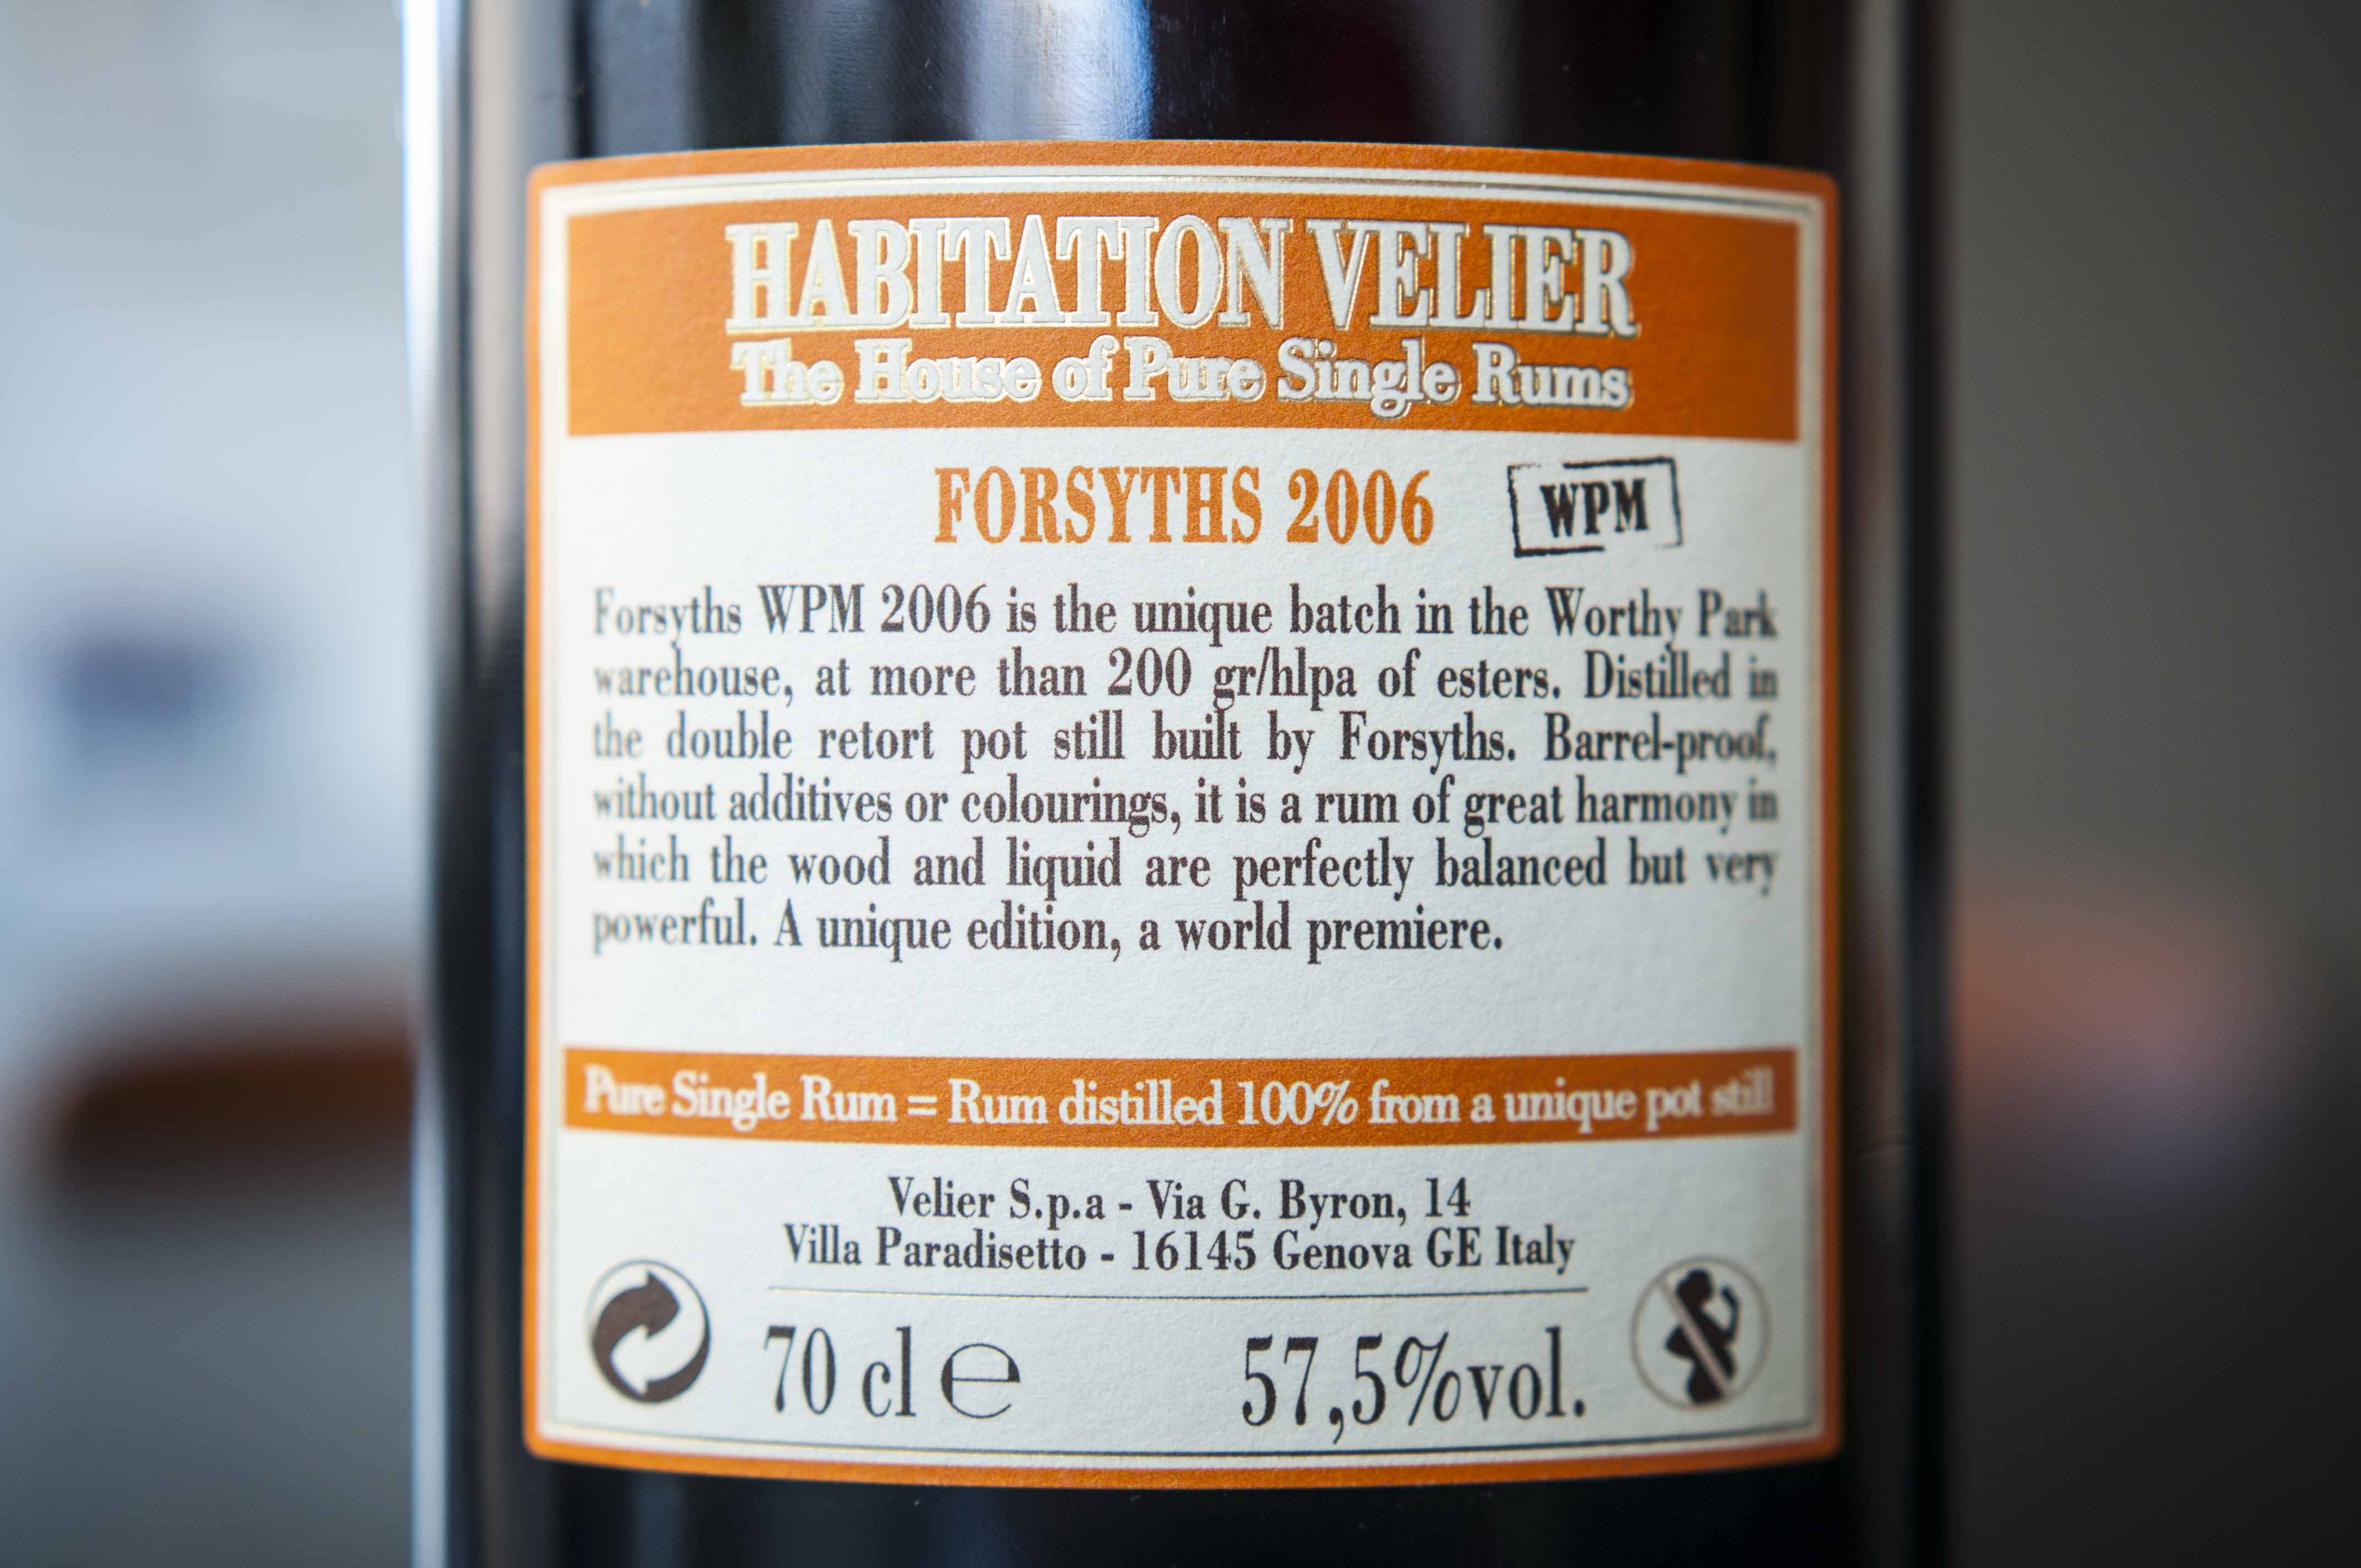 HABITATION VELIER
The House of Pure Single Rums
FORSYTHS 2006 WPM
Forsyths WPM 2006 is the unique batch in the Worthy Park
warehouse, at more than 200 gr/hlpa of esters. Distilled in
the double retort pot still built by Forsyths. Barrel-proof,
without additives or colourings, it is a rum of great harmony in
which the wood and liquid are perfectly balanced but very
powerful. A unique edition, a world premiere.
Pure Single Rum = Rum distilled 100% from a unique pot still
Velier S.p.a - Via G. Byron, 14
Villa Paradisetto - 16145 Genova GE Italy
70 cl ℮ 57,5%vol.